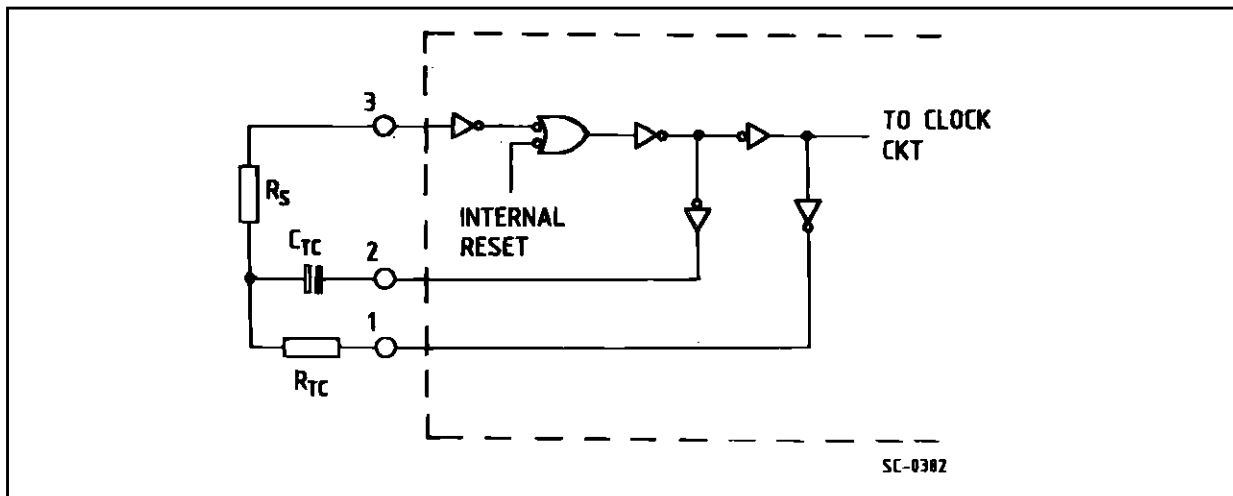 3
TO CLOCK
CKT
RS
INTERNAL
RESET
CTC
2
1
RTC
SC-0382